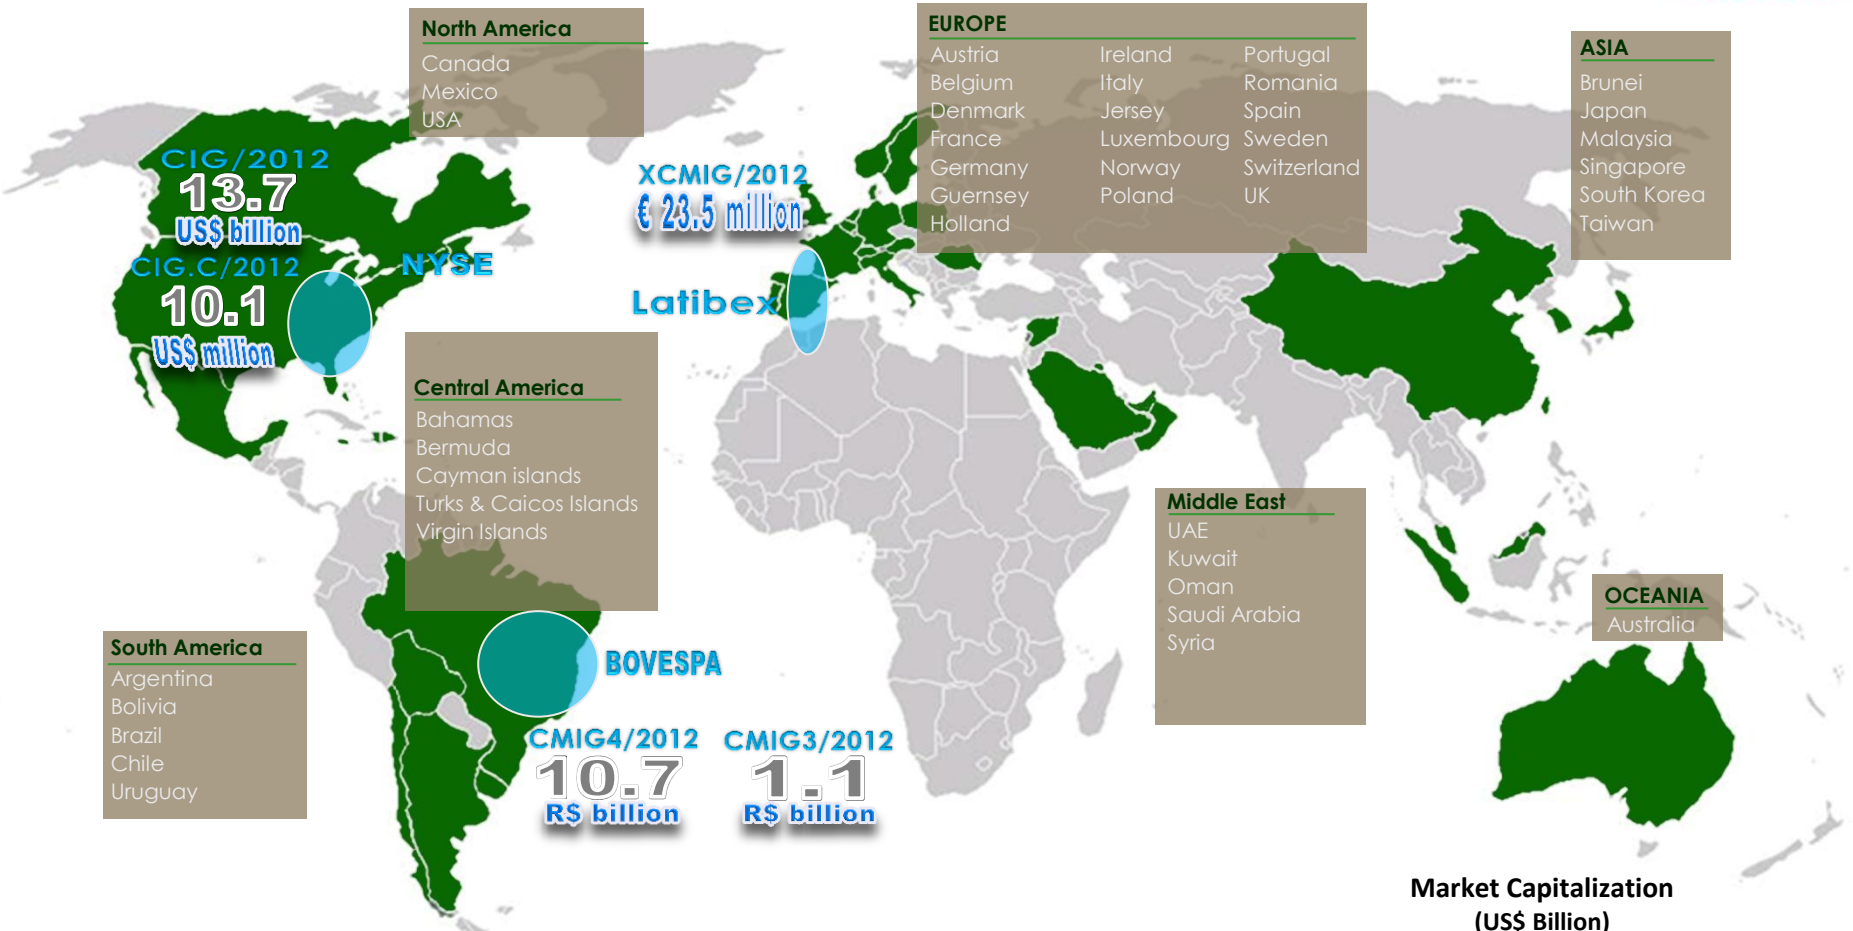 North America
Canada
Mexico
USA
EUROPE
Austria
Belgium
Denmark
France
Germany
Guernsey
Holland
Ireland
Italy
Jersey
Luxembourg
Norway
Poland
Portugal
Romania
Spain
Sweden
Switzerland
UK
ASIA
Brunei
Japan
Malaysia
Singapore
South Korea
Taiwan
CIG/2012
13.7
US$ billion
CIG.C/2012
10.1
US$ million
NYSE
XCMIG/2012
€ 23.5 million
Latibex
Central America
Bahamas
Bermuda
Cayman islands
Turks & Caicos Islands
Virgin Islands
Middle East
UAE
Kuwait
Oman
Saudi Arabia
Syria
OCEANIA
Australia
South America
Argentina
Bolivia
Brazil
Chile
Uruguay
BOVESPA
CMIG4/2012
10.7
R$ billion
CMIG3/2012
1.1
R$ billion
Market Capitalization
(US$ Billion)